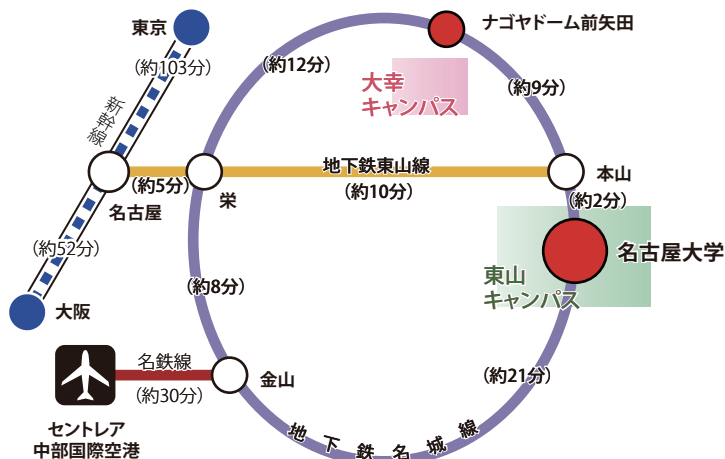 東京
(約103分)
新幹線
名古屋
(約52分)
大阪
(約5分)
栄
(約12分)
ナゴヤドーム前矢田
大幸
キャンパス
(約9分)
地下鉄東山線
(約10分)
本山
(約2分)
名古屋大学
東山
キャンパス
(約8分)
金山
名鉄線
(約30分)
セントレア
中部国際空港
(約21分)
地下鉄名城線